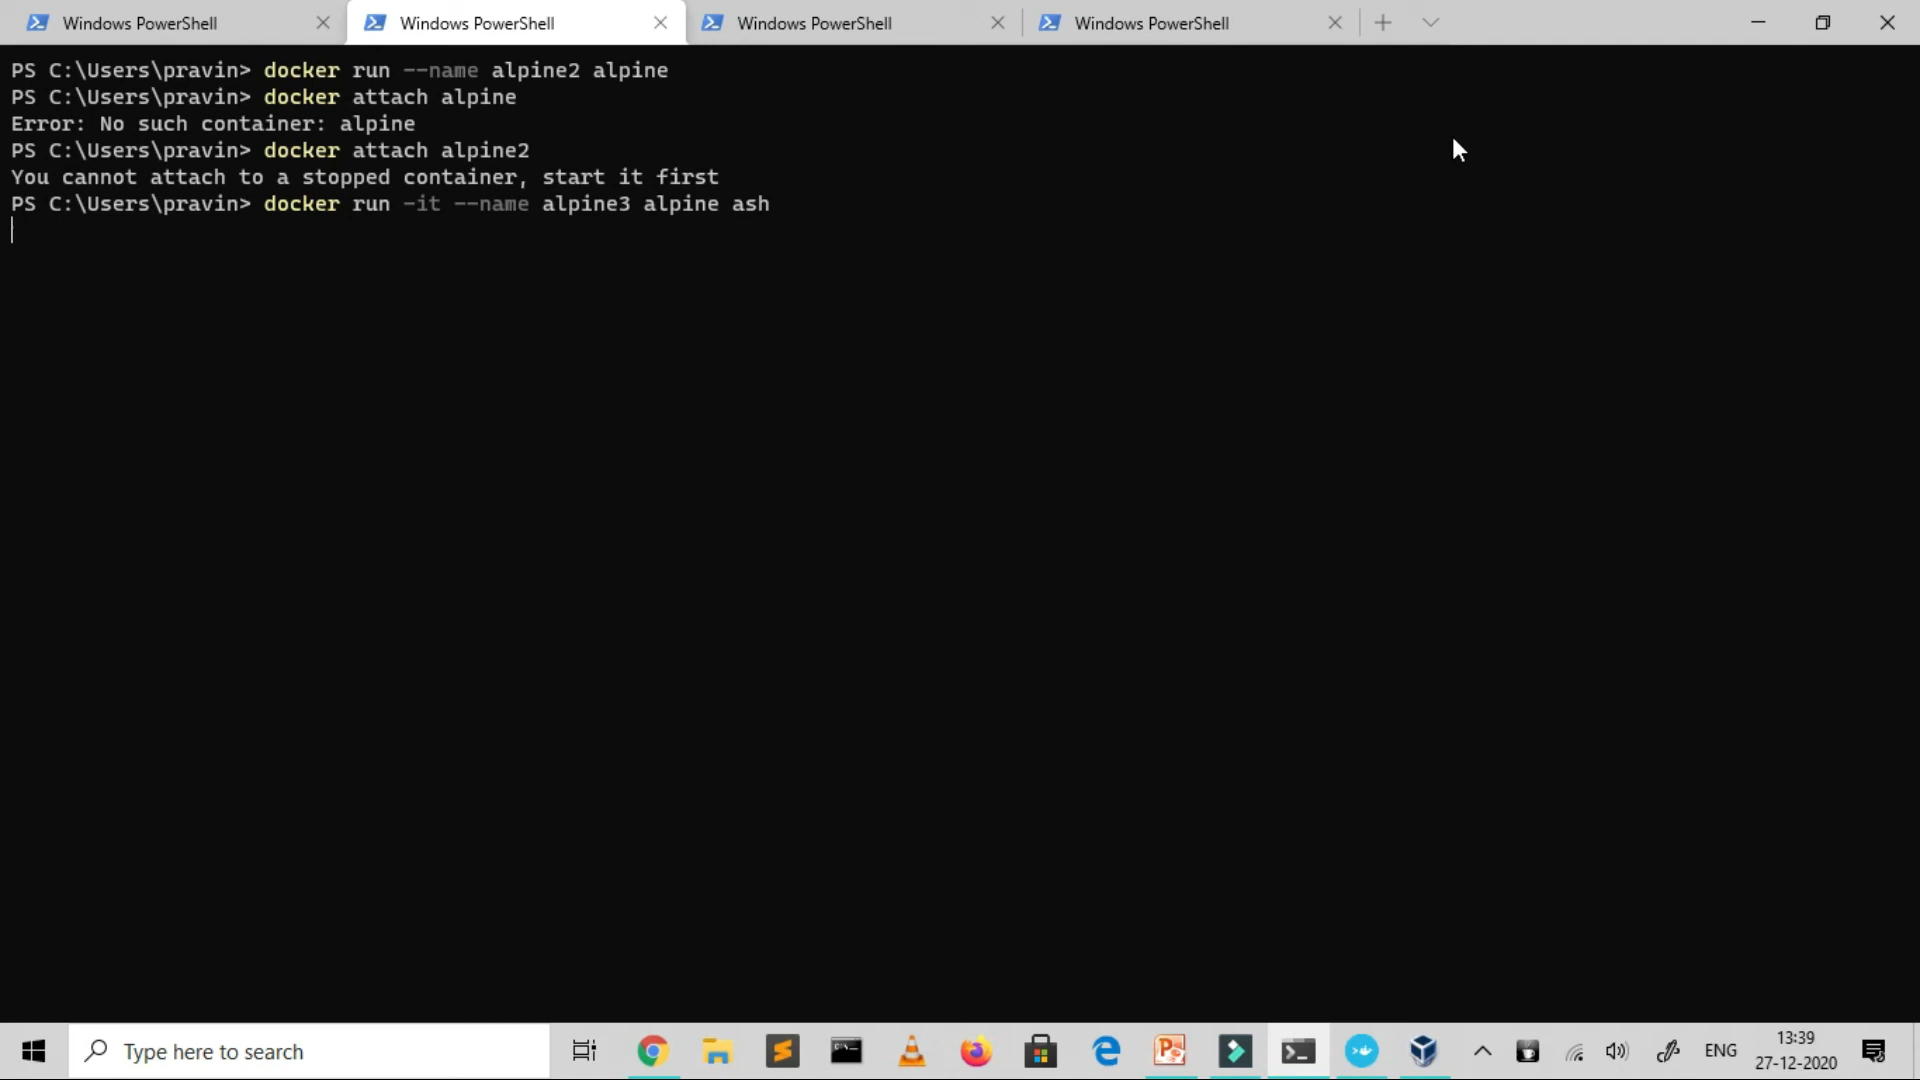 Windows PowerShell
Windows PowerShell
Windows PowerShell
Windows PowerShell
PS C:\Users\pravin> docker run --name alpine2 alpine
PS C:\Users\pravin> docker attach alpine
Error: No such container: alpine
PS C:\Users\pravin> docker attach alpine2
You cannot attach to a stopped container, start it first
PS C:\Users\pravin> docker run -it --name alpine3 alpine ash
Type here to search
ENG
13:39
27-12-2020